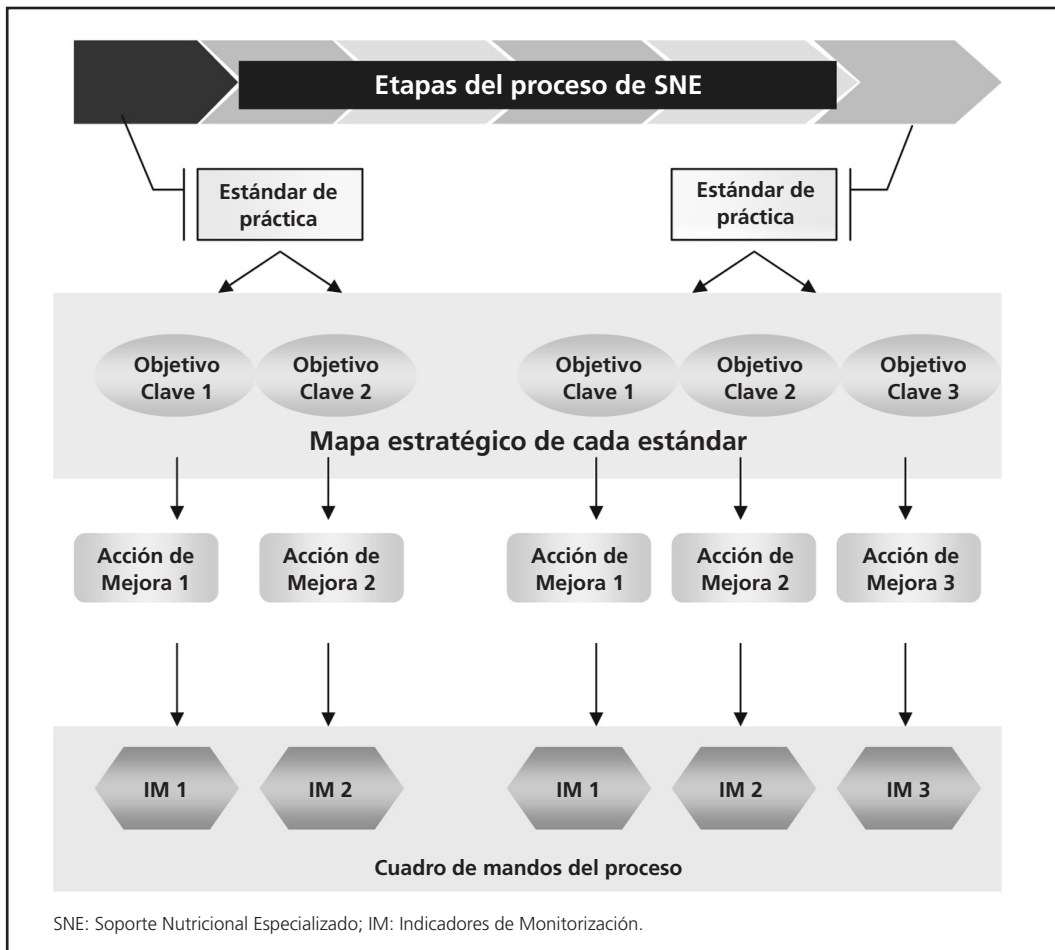 Etapas del proceso de SNE
Estándar de
práctica
Estándar de
práctica
Objetivo
Clave 1
Objetivo
Clave 2
Objetivo
Clave 1
Objetivo
Clave 2
Objetivo
Clave 3
Mapa estratégico de cada estándar
Acción de
Mejora 1
Acción de
Mejora 2
Acción de
Mejora 1
Acción de
Mejora 2
Acción de
Mejora 3
IM 1
IM 2
IM 1
IM 2
IM 3
Cuadro de mandos del proceso
SNE: Soporte Nutricional Especializado; IM: Indicadores de Monitorización.